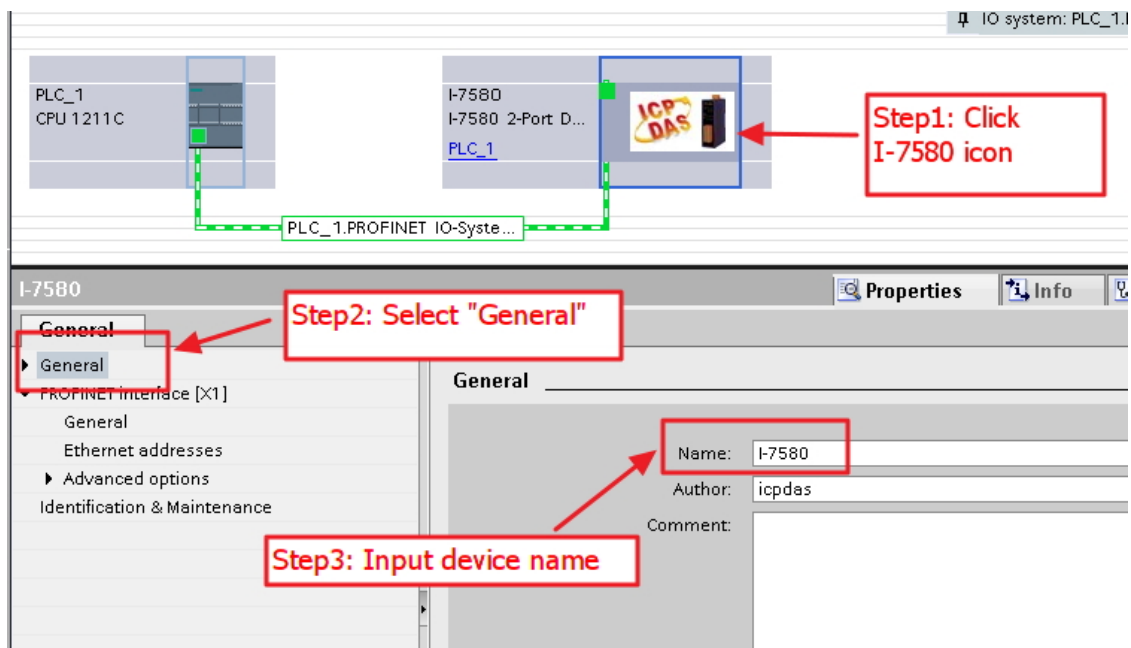 IO system: PLC_1.
PLC_1
CPU 1211C
I-7580
I-7580 2-Port D...
PLC_1
ICP
DAS
Step1: Click
I-7580 icon
PLC_1.PROFINET IO-Syste...
I-7580
Properties
Info
General
Step2: Select "General"
General
PROFINET interface [X1]
General
Ethernet addresses
Advanced options
Identification & Maintenance
General
Name: I-7580
Author: icpdas
Comment:
Step3: Input device name